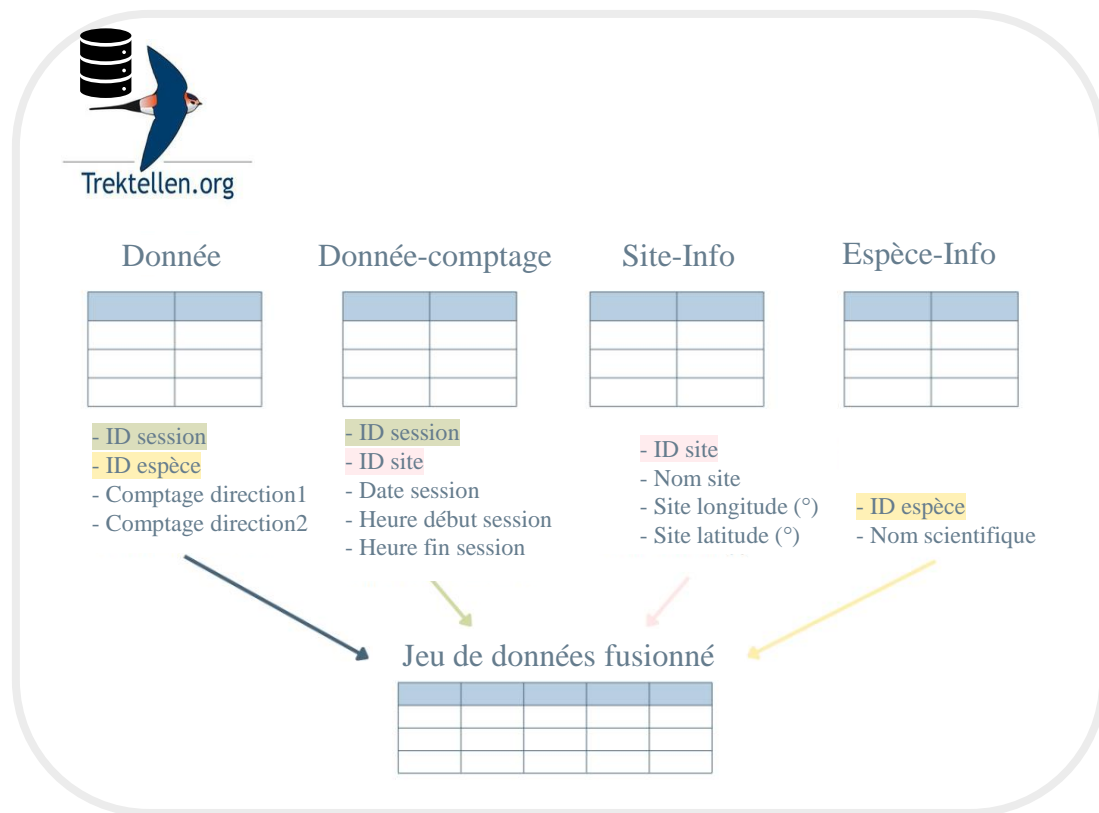 Trektellen.org
Donnée
Donnée-comptage
Site-Info
Espèce-Info
- ID session
- ID espèce
- Comptage direction1
- Comptage direction2
- ID session
- ID site
- Date session
- Heure début session
- Heure fin session
- ID site
- Nom site
- Site longitude (°)
- Site latitude (°)
- ID espèce
- Nom scientifique
Jeu de données fusionné